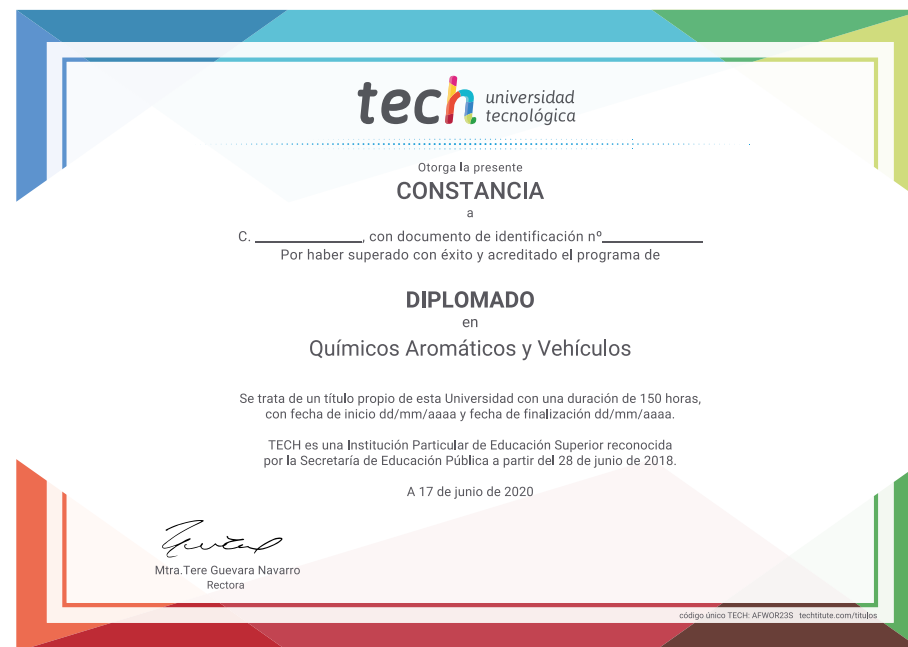 tech universidad
tecnológica
Otorga la presente
CONSTANCIA
a
C. ____________, con documento de identificación nº____________
Por haber superado con éxito y acreditado el programa de
DIPLOMADO
en
Químicos Aromáticos y Vehículos
Se trata de un título propio de esta Universidad con una duración de 150 horas,
con fecha de inicio dd/mm/aaaa y fecha de finalización dd/mm/aaaa.
TECH es una Institución Particular de Educación Superior reconocida
por la Secretaría de Educación Pública a partir del 28 de junio de 2018.
A 17 de junio de 2020
Mtra.Tere Guevara Navarro
Rectora
código único TECH: AFWOR23S techtitute.com/titulos